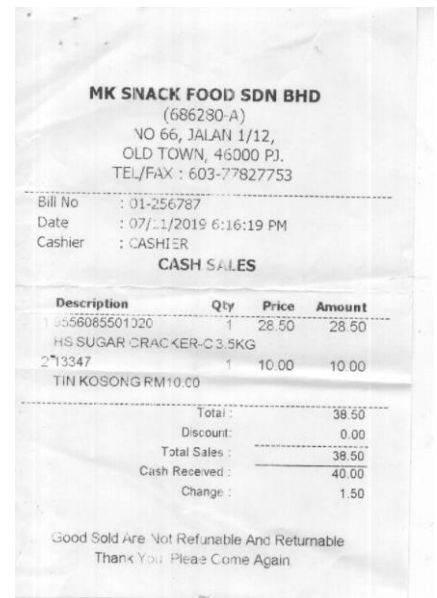 MK SNACK FOOD SDN BHD
(686280-A)
NO 66, JALAN 1/12,
OLD TOWN, 46000 PJ.
TEL/FAX : 603-77827753
Bill No : 01-256787
Date : 07/11/2019 6:16:19 PM
Cashier : CASHIER
CASH SALES
Description Qty Price Amount
1 9556085501020 1 28.50 28.50
HS SUGAR CRACKER-C 3.5KG
2 13347 1 10.00 10.00
TIN KOSONG RM10.00
Total : 38.50
Discount: 0.00
Total Sales : 38.50
Cash Received : 40.00
Change : 1.50
Good Sold Are Not Refunable And Returnable
Thank You Pleae Come Again